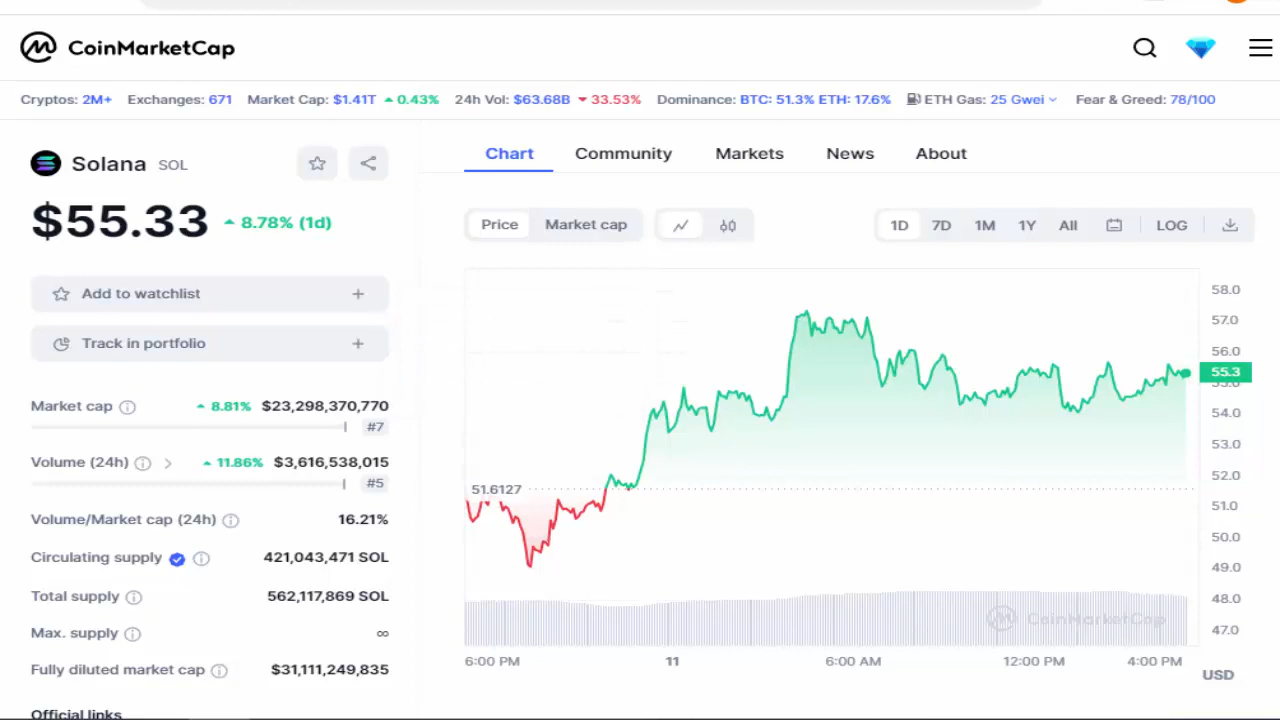 CoinMarketCap
Cryptos: 2M+ Exchanges: 671 Market Cap: $1.41T 0.43% 24h Vol: $63.68B 33.53% Dominance: BTC: 51.3% ETH: 17.6% ETH Gas: 25 Gwei Fear & Greed: 78/100
Solana SOL
$55.33 8.78% (1d)
Add to watchlist +
Track in portfolio +
Market cap 8.81% $23,298,370,770
#7
Volume (24h) 11.86% $3,616,538,015
#5
Volume/Market cap (24h) 16.21%
Circulating supply 421,043,471 SOL
Total supply 562,117,869 SOL
Max. supply ∞
Fully diluted market cap $31,111,249,835
Official links
Chart Community Markets News About
Price Market cap 1D 7D 1M 1Y All LOG
58.0
57.0
56.0
55.3
55.0
54.0
53.0
52.0
51.6127
51.0
50.0
49.0
48.0
CoinMarketCap
47.0
6:00 PM 11 6:00 AM 12:00 PM 4:00 PM
USD